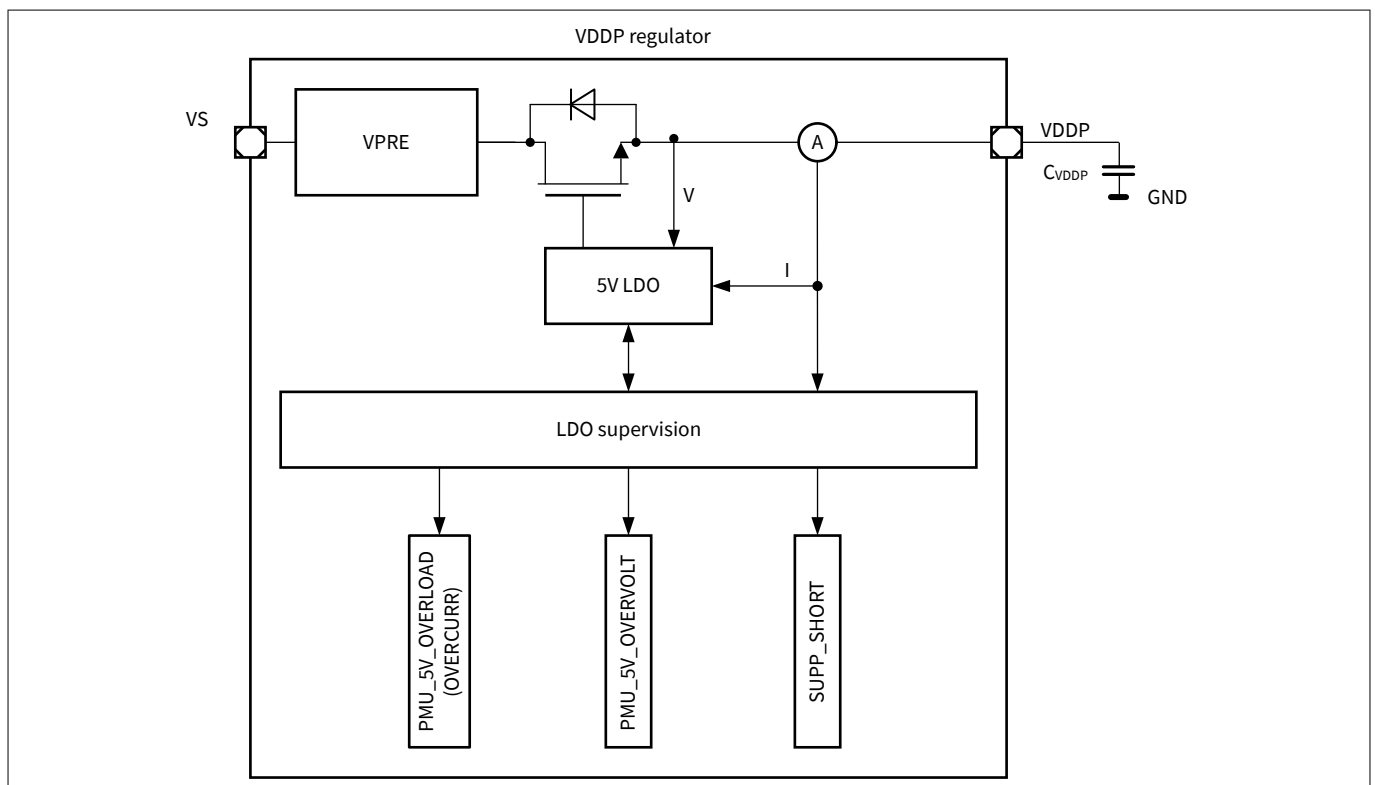 VDDP regulator
VS
VPRE
A
VDDP
CVDDP
GND
V
5V LDO
I
LDO supervision
PMU_5V_OVERLOAD
(OVERCURR)
PMU_5V_OVERVOLT
SUPP_SHORT